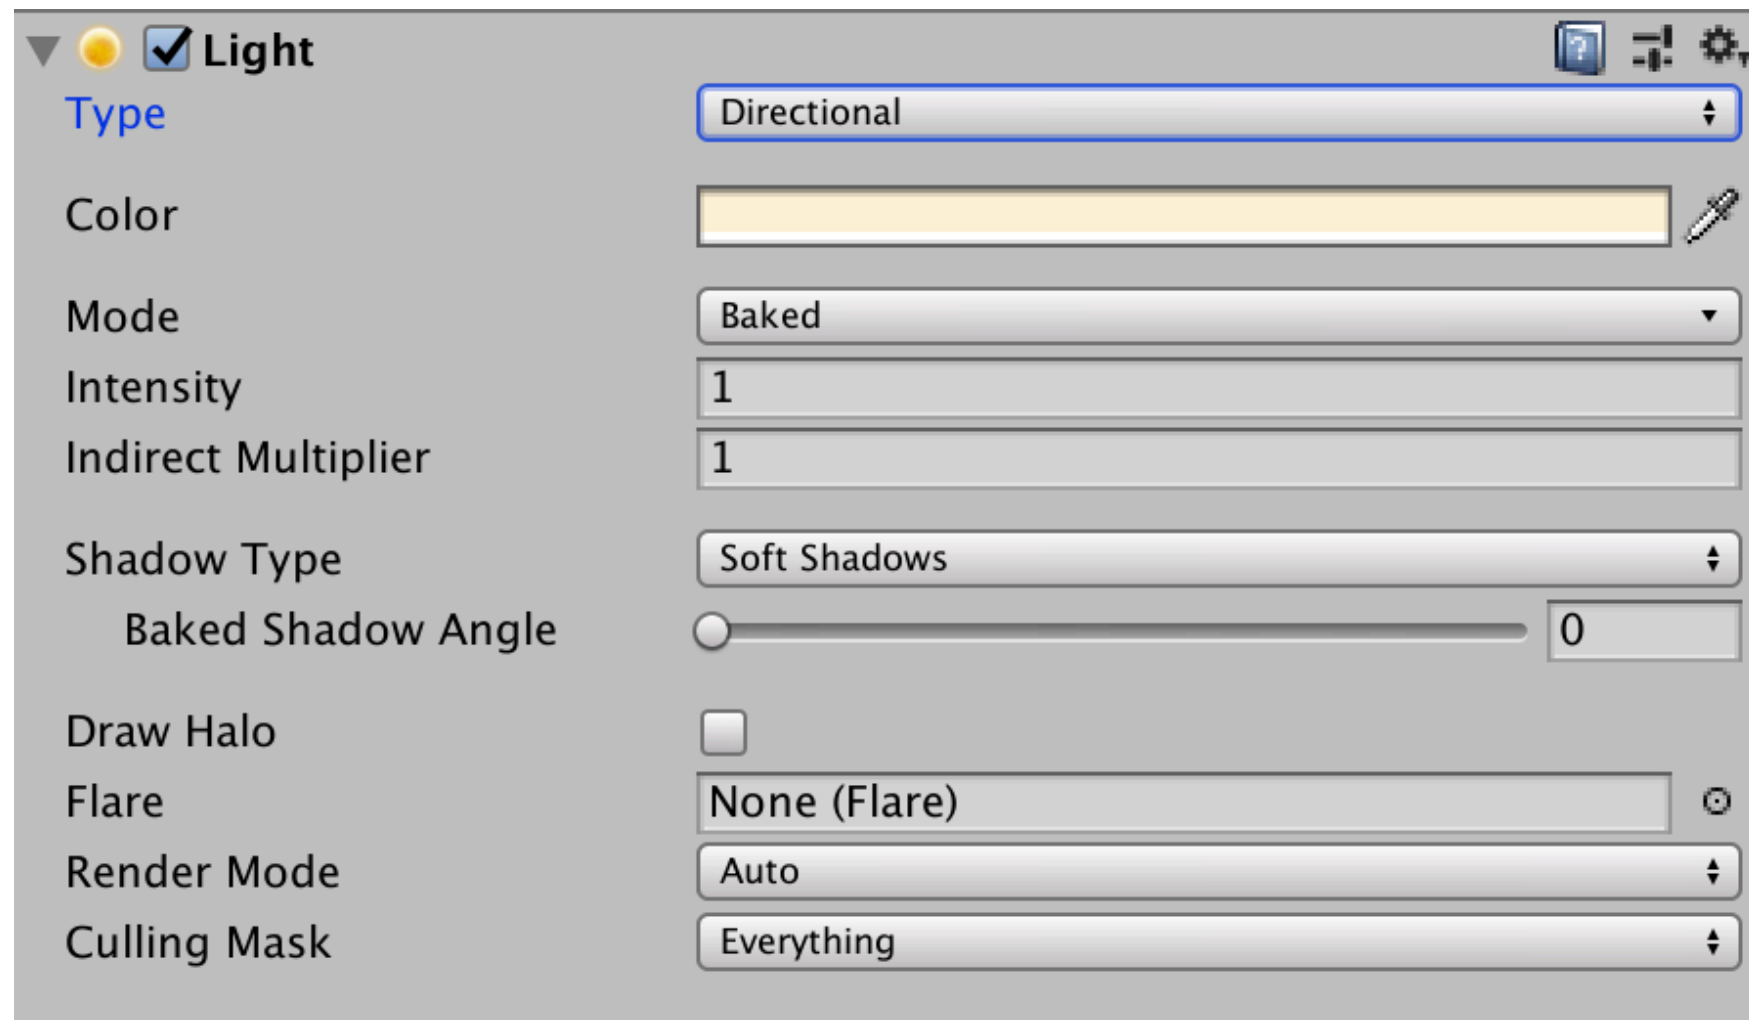 Light
Type Directional
Color
Mode Baked
Intensity 1
Indirect Multiplier 1
Shadow Type Soft Shadows
Baked Shadow Angle 0
Draw Halo
Flare None (Flare)
Render Mode Auto
Culling Mask Everything